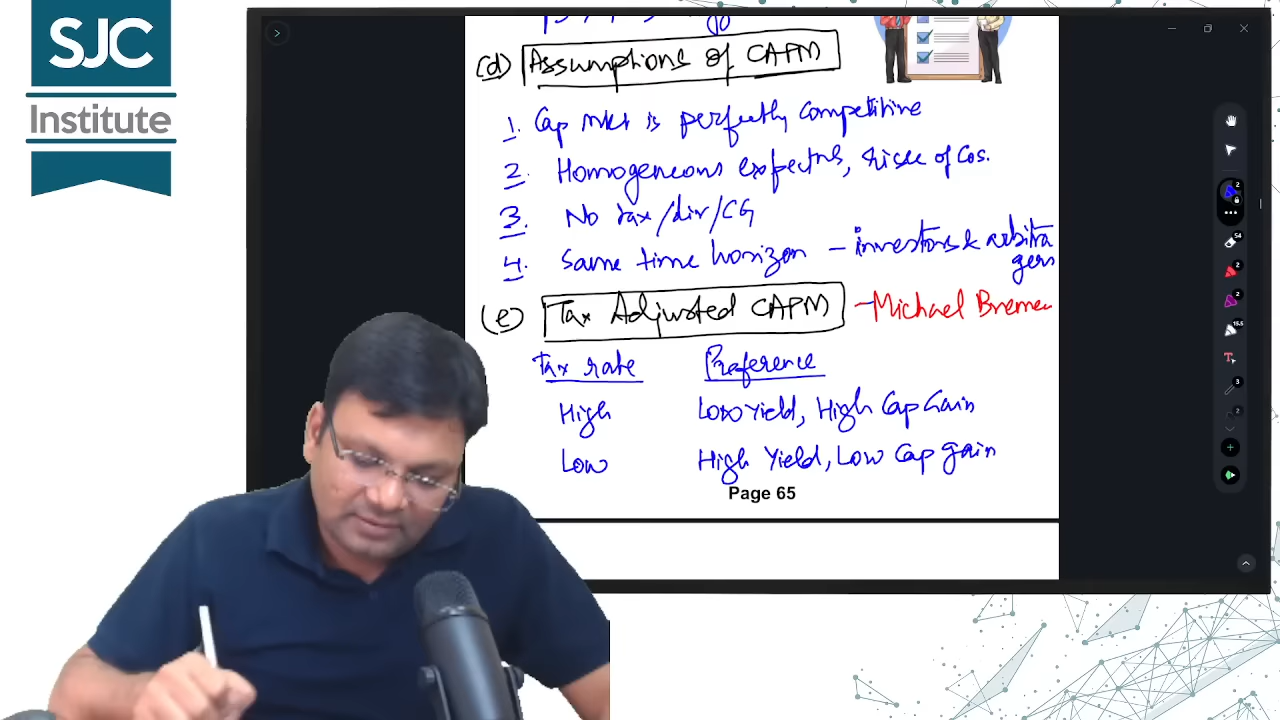 SJC
Institute
(d) Assumptions of CAPM
1. Cap mkt is perfectly competitive
2. Homogeneous expectns, risk of Cos.
3. No tax/div/CG
4. Same time horizon - investors & arbitra
gers
(e) Tax Adjusted CAPM - Michael Brennen
Tax rate Preference
High Low Yield, High Cap Gain
Low High Yield, Low Cap gain
Page 65